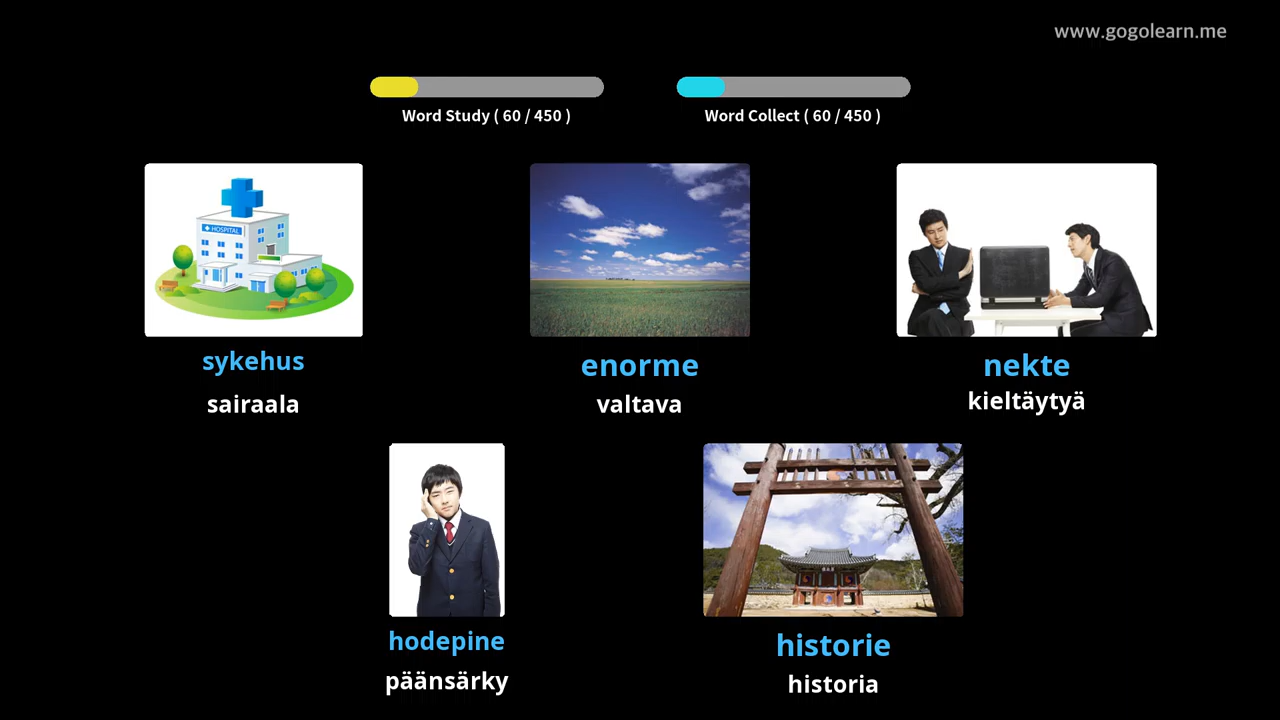 www.gogolearn.me
Word Study ( 60 / 450 )
Word Collect ( 60 / 450 )
HOSPITAL
sykehus
enorme
nekte
sairaala
valtava
kieltäytyä
hodepine
historie
päänsärky
historia